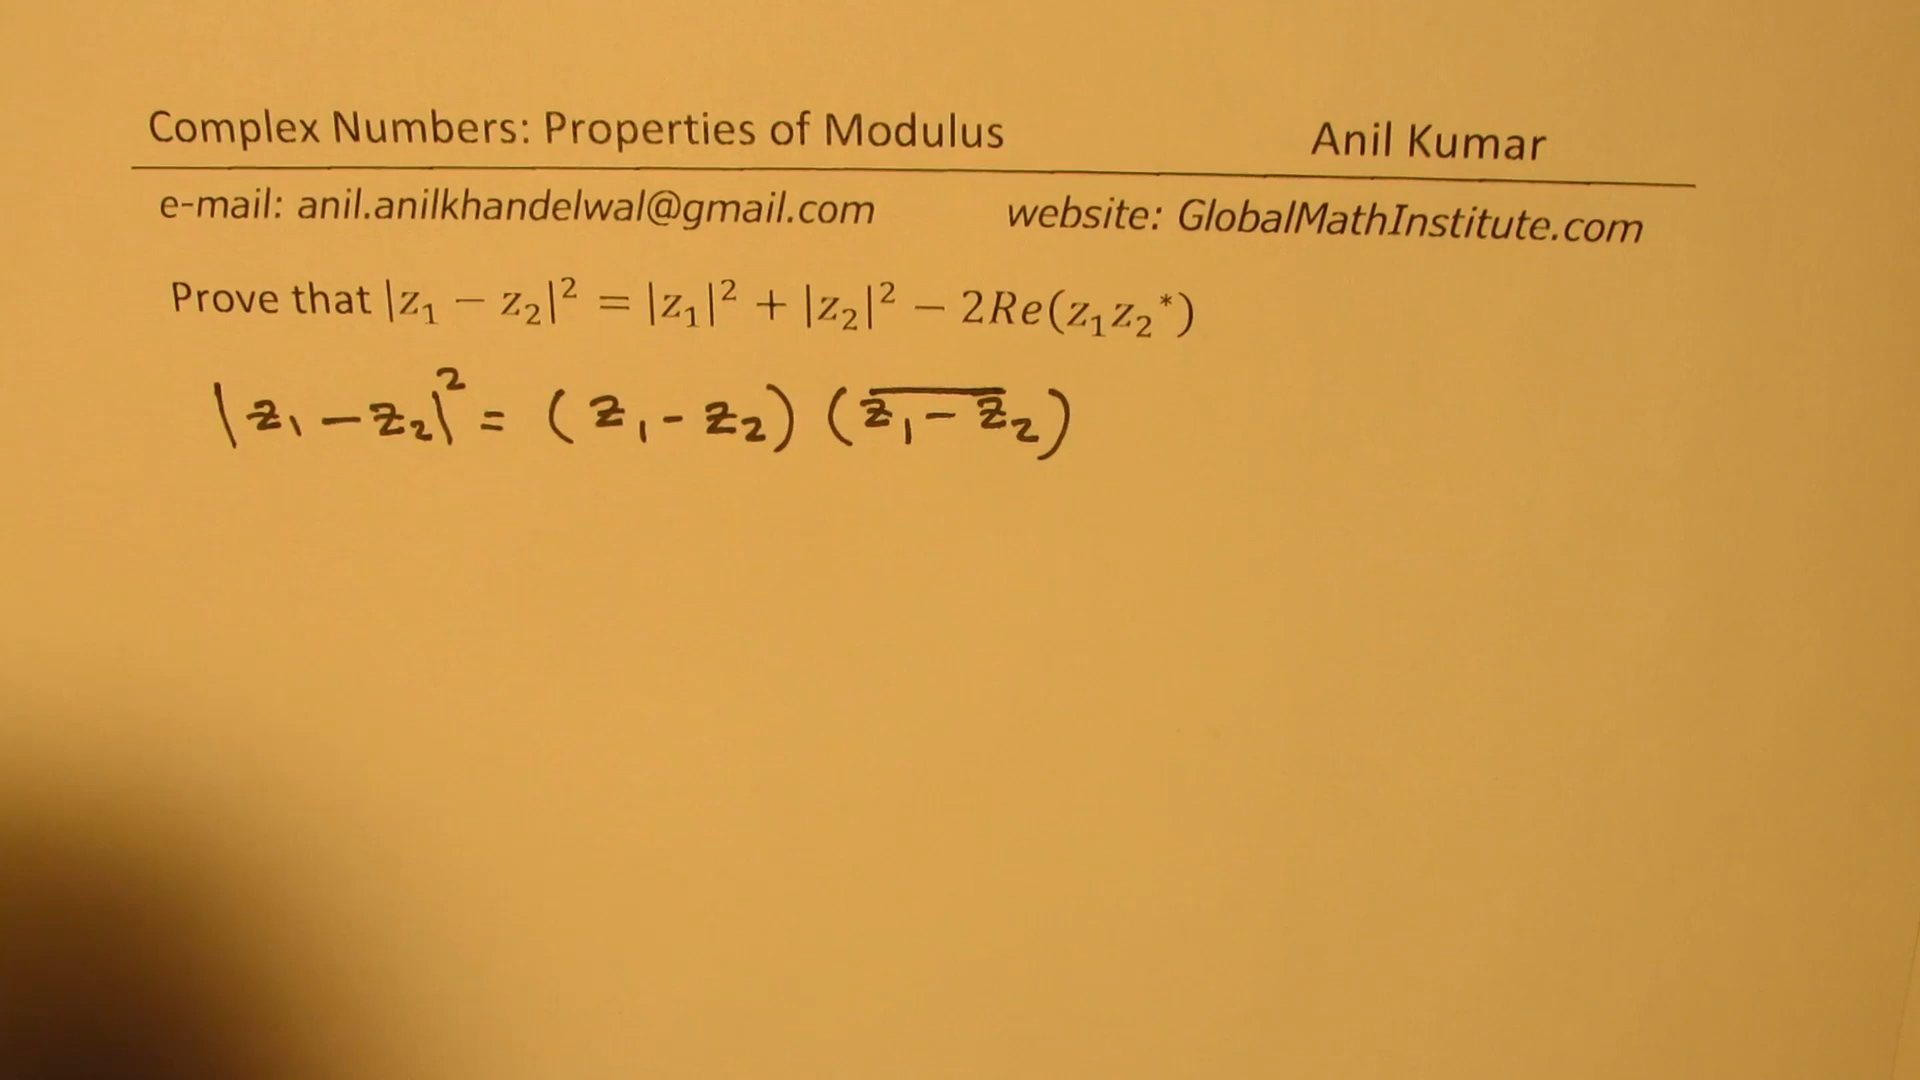 Complex Numbers: Properties of Modulus Anil Kumar
e-mail: anil.anilkhandelwal@gmail.com website: GlobalMathInstitute.com
Prove that |z₁ − z₂|² = |z₁|² + |z₂|² − 2Re(z₁z₂*)
|z₁ − z₂|² = (z₁ − z₂) (z̅₁̅ ̅−̅ ̅z̅₂)